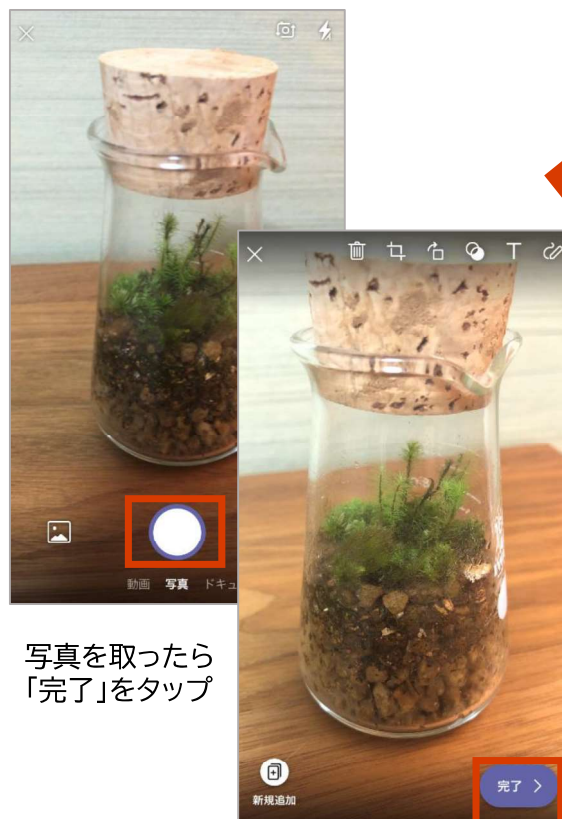 動画 写真 ドキュ
写真を取ったら
「完了」をタップ
新規追加
完了